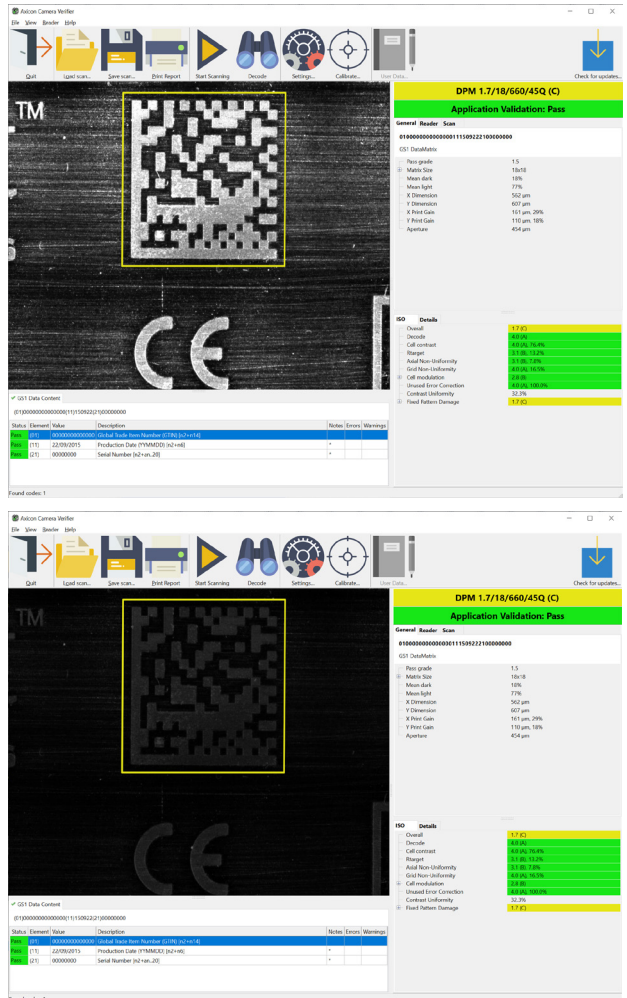 Axicon Camera Verifier
File View Reader Help
Quit Load scan... Save scan... Print Report Start Scanning Decode Settings... Calibrate... User Data... Check for updates...
TM
CE
DPM 1.7/18/660/45Q (C)
Application Validation: Pass
General Reader Scan
GS1 DataMatrix
Pass grade 1.5
Matrix Size 18x18
Mean dark 18%
Mean light 77%
X Dimension 562 µm
Y Dimension 607 µm
X Print Gain 161 µm, 29%
Y Print Gain 110 µm, 18%
Aperture 454 µm
ISO Details
Overall 1.7 (C)
Decode 4.0 (A)
Cell contrast 4.0 (A), 76.4%
Rtarget 3.1 (B), 13.2%
Axial Non-Uniformity 3.1 (B), 7.8%
Grid Non-Uniformity 4.0 (A), 16.5%
Cell modulation 2.8 (B)
Unused Error Correction 4.0 (A), 100.0%
Contrast Uniformity 32.3%
Fixed Pattern Damage 1.7 (C)
GS1 Data Content
Status Element Value Description Notes Errors Warnings
Pass (01) 00000000000000 Global Trade Item Number (GTIN) [n2+n14]
Pass (11) 22/09/2015 Production Date (YYMMDD) [n2+n6] *
Pass (21) 00000000 Serial Number [n2+an..20] *
Found codes: 1
Axicon Camera Verifier
File View Reader Help
Quit Load scan... Save scan... Print Report Start Scanning Decode Settings... Calibrate... User Data... Check for updates...
TM
CE
DPM 1.7/18/660/45Q (C)
Application Validation: Pass
General Reader Scan
GS1 DataMatrix
Pass grade 1.5
Matrix Size 18x18
Mean dark 18%
Mean light 77%
X Dimension 562 µm
Y Dimension 607 µm
X Print Gain 161 µm, 29%
Y Print Gain 110 µm, 18%
Aperture 454 µm
ISO Details
Overall 1.7 (C)
Decode 4.0 (A)
Cell contrast 4.0 (A), 76.4%
Rtarget 3.1 (B), 13.2%
Axial Non-Uniformity 3.1 (B), 7.8%
Grid Non-Uniformity 4.0 (A), 16.5%
Cell modulation 2.8 (B)
Unused Error Correction 4.0 (A), 100.0%
Contrast Uniformity 32.3%
Fixed Pattern Damage 1.7 (C)
GS1 Data Content
Status Element Value Description Notes Errors Warnings
Pass (01) 00000000000000 Global Trade Item Number (GTIN) [n2+n14]
Pass (11) 22/09/2015 Production Date (YYMMDD) [n2+n6] *
Pass (21) 00000000 Serial Number [n2+an..20] *